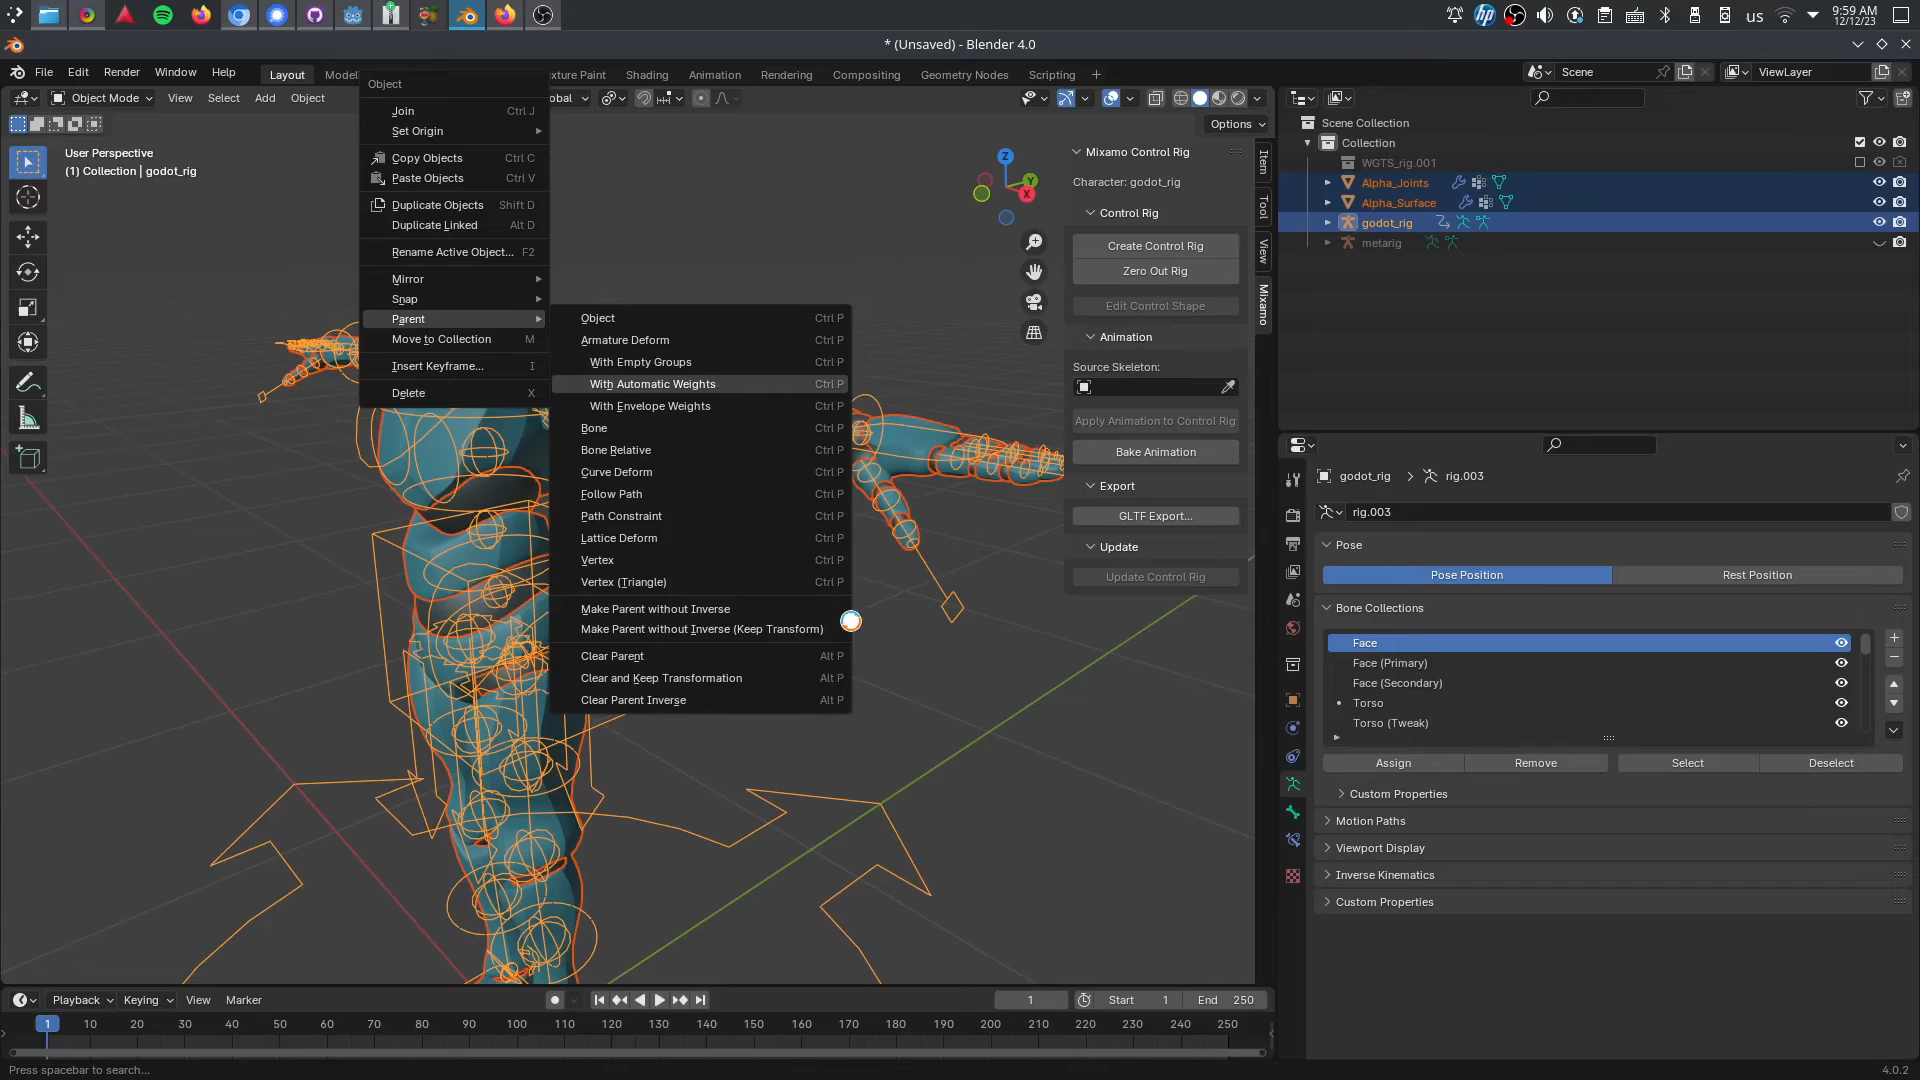 us
9:59 AM
12/12/23
* (Unsaved) - Blender 4.0
File Edit Render Window Help
Layout Model
xture Paint Shading Animation Rendering Compositing Geometry Nodes Scripting +
Scene
ViewLayer
Object Mode View Select Add Object
obal
Options
User Perspective
(1) Collection | godot_rig
Object
Join Ctrl J
Set Origin
Copy Objects Ctrl C
Paste Objects Ctrl V
Duplicate Objects Shift D
Duplicate Linked Alt D
Rename Active Object... F2
Mirror
Snap
Parent
Move to Collection M
Insert Keyframe... I
Delete X
Object Ctrl P
Armature Deform Ctrl P
With Empty Groups Ctrl P
With Automatic Weights Ctrl P
With Envelope Weights Ctrl P
Bone Ctrl P
Bone Relative Ctrl P
Curve Deform Ctrl P
Follow Path Ctrl P
Path Constraint Ctrl P
Lattice Deform Ctrl P
Vertex Ctrl P
Vertex (Triangle) Ctrl P
Make Parent without Inverse
Make Parent without Inverse (Keep Transform)
Clear Parent Alt P
Clear and Keep Transformation Alt P
Clear Parent Inverse Alt P
Z
Y
X
Mixamo Control Rig
Character: godot_rig
Control Rig
Create Control Rig
Zero Out Rig
Edit Control Shape
Animation
Source Skeleton:
Apply Animation to Control Rig
Bake Animation
Export
GLTF Export...
Update
Update Control Rig
Item
Tool
View
Mixamo
Scene Collection
Collection
WGTS_rig.001
Alpha_Joints
Alpha_Surface
godot_rig
metarig
godot_rig > rig.003
rig.003
Pose
Pose Position Rest Position
Bone Collections
Face
Face (Primary)
Face (Secondary)
Torso
Torso (Tweak)
Assign Remove Select Deselect
Custom Properties
Motion Paths
Viewport Display
Inverse Kinematics
Custom Properties
Playback Keying View Marker
1 Start 1 End 250
1 10 20 30 40 50 60 70 80 90 100 110 120 130 140 150 160 170 180 190 200 210 220 230 240 250
Press spacebar to search...
4.0.2